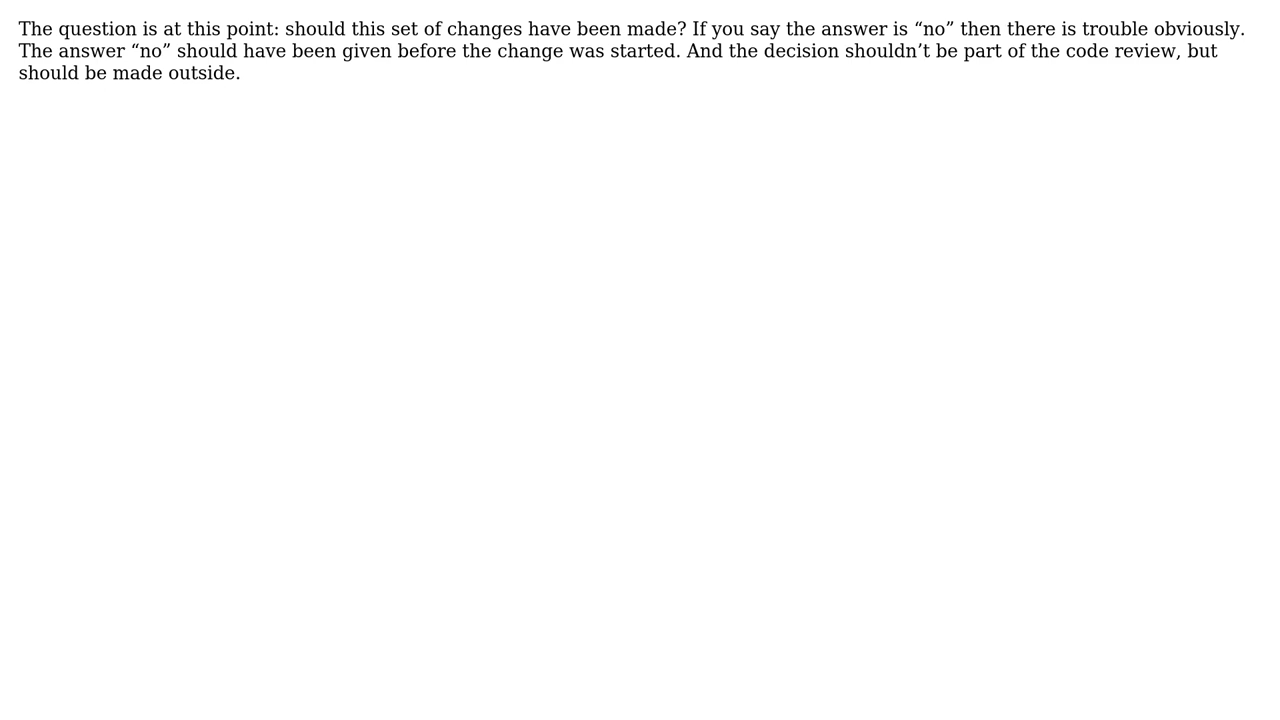 The question is at this point: should this set of changes have been made? If you say the answer is “no” then there is trouble obviously.
The answer “no” should have been given before the change was started. And the decision shouldn’t be part of the code review, but
should be made outside.